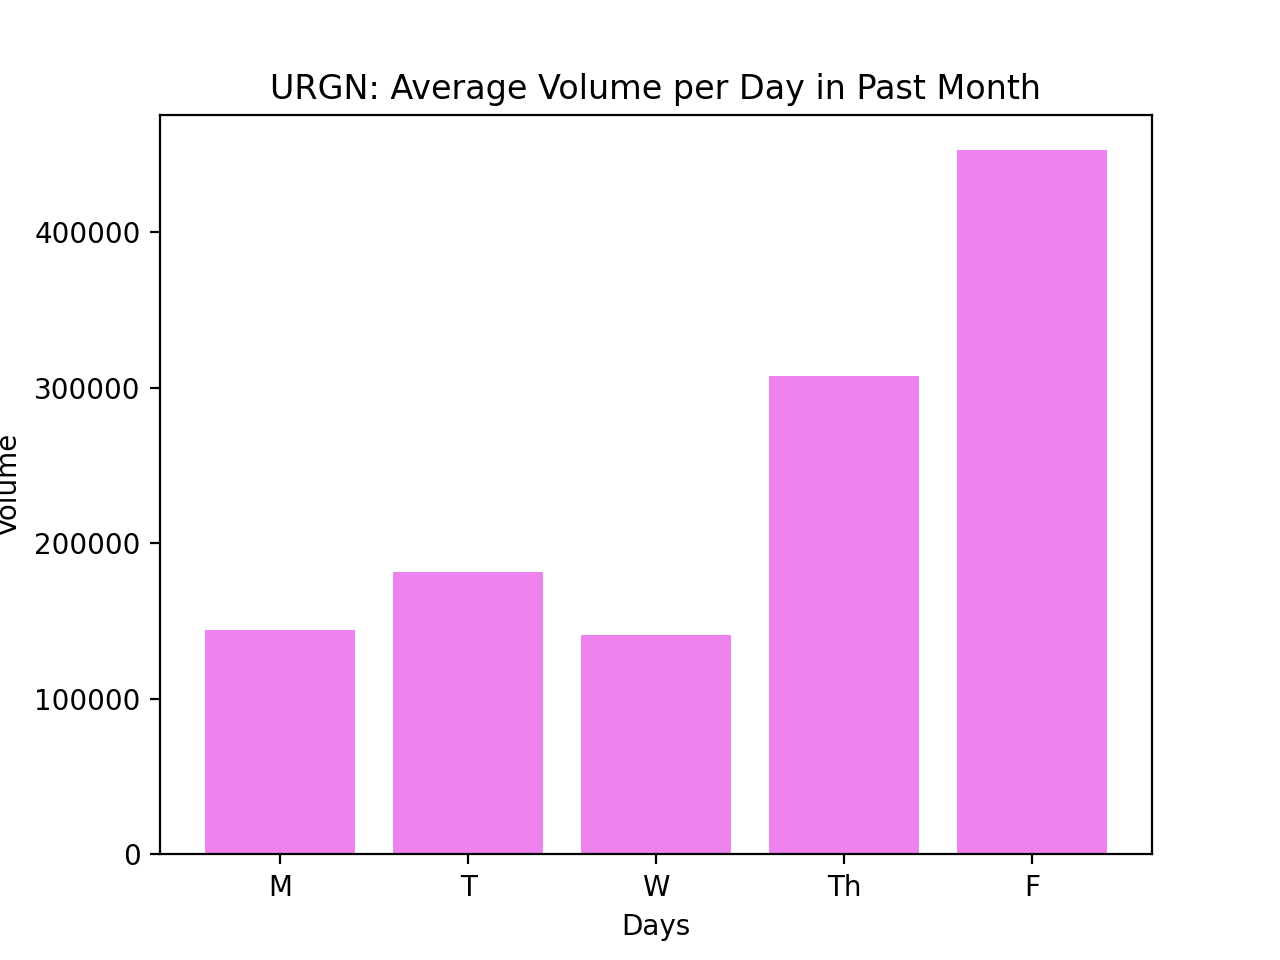 URGN: Average Volume per Day in Past Month
400000
300000
200000
100000
0
Volume
M T W Th F
Days